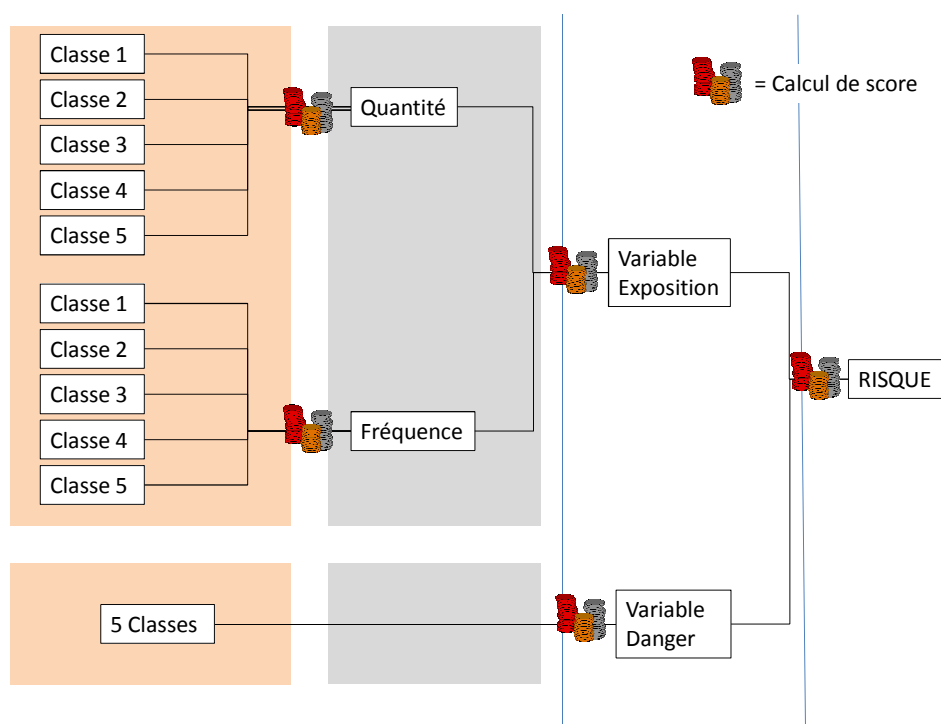 Classe 1
Classe 2
Classe 3
Classe 4
Classe 5
Quantité
= Calcul de score
Classe 1
Classe 2
Classe 3
Classe 4
Classe 5
Fréquence
Variable
Exposition
RISQUE
5 Classes
Variable
Danger